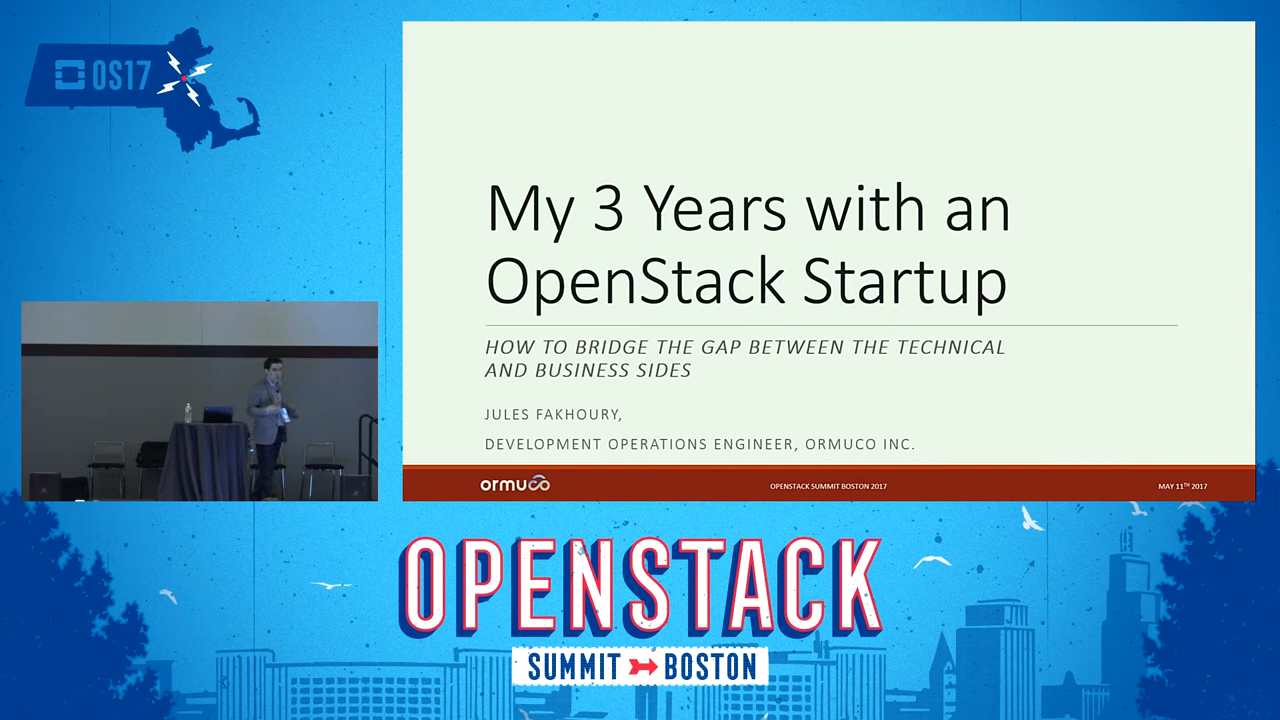 OS17
My 3 Years with an
OpenStack Startup
HOW TO BRIDGE THE GAP BETWEEN THE TECHNICAL
AND BUSINESS SIDES
JULES FAKHOURY,
DEVELOPMENT OPERATIONS ENGINEER, ORMUCO INC.
ormuco
OPENSTACK SUMMIT BOSTON 2017
MAY 11TH 2017
OPENSTACK
SUMMIT BOSTON